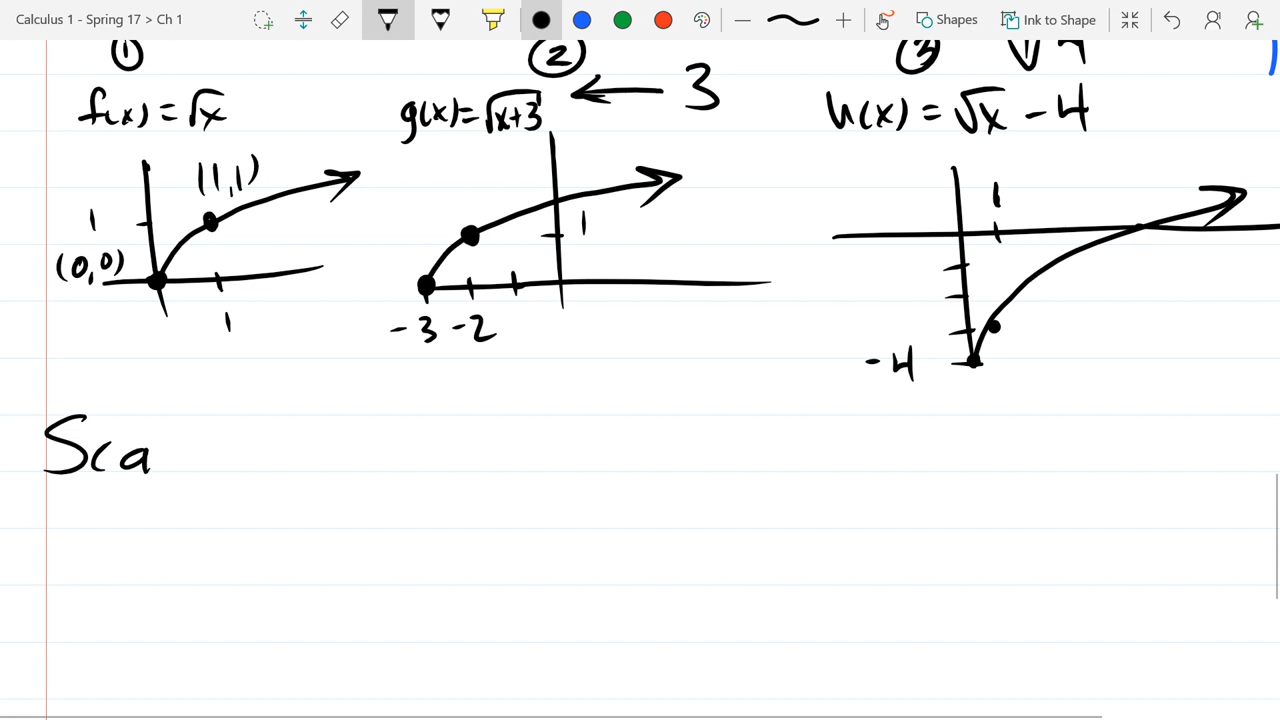 Calculus 1 - Spring 17 > Ch 1
Shapes
Ink to Shape
① ② ③ ↓ 4
f(x) = √x
g(x) = √x+3 ← 3
h(x) = √x - 4
(1,1)
1
(0,0)
1
1
-3 -2
1
-4
Sca